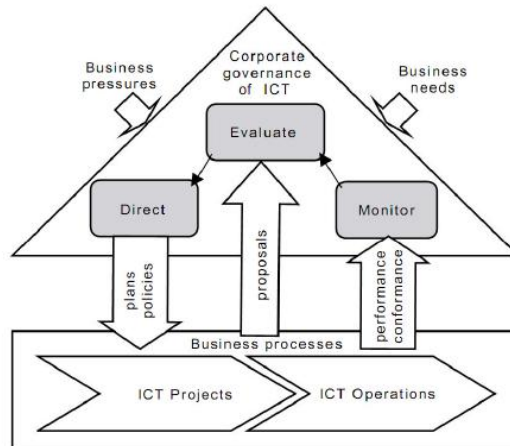 Corporate
governance
of ICT
Business
pressures
Business
needs
Evaluate
Direct
Monitor
plans
policies
proposals
performance
conformance
Business processes
ICT Projects
ICT Operations